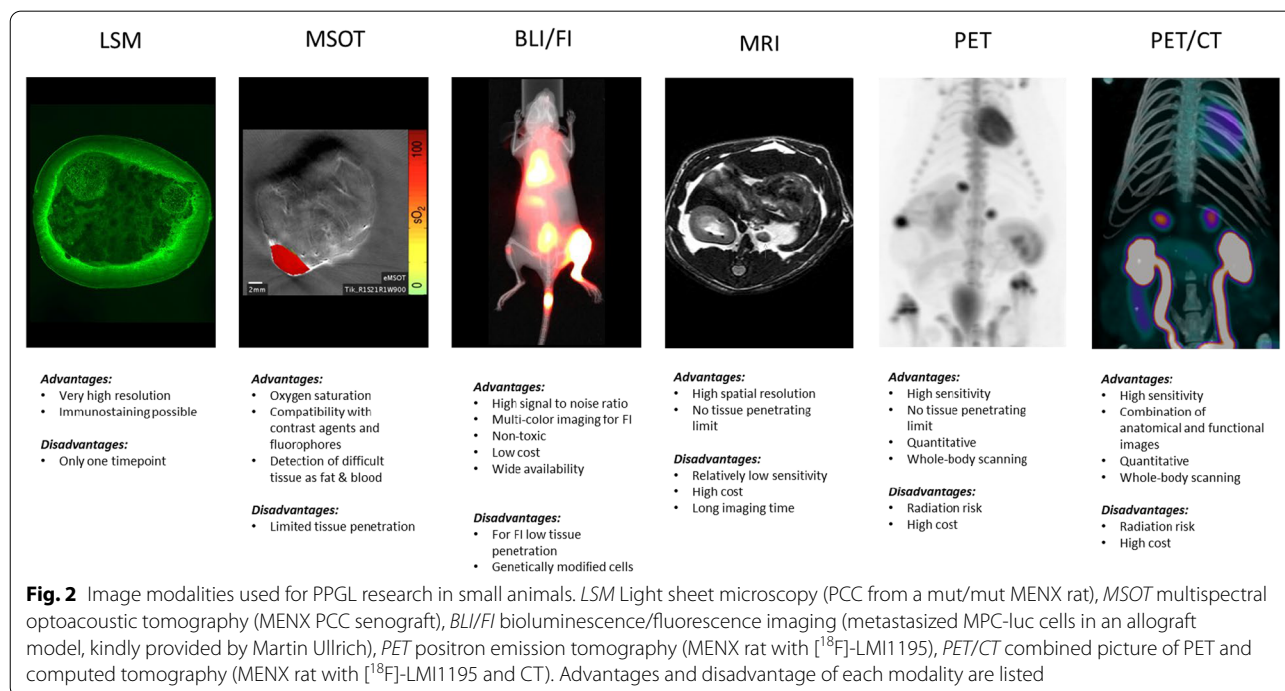 LSM
MSOT
BLI/FI
MRI
PET
PET/CT
100
sO2
0
2mm
eMSOT
Tik_R1S21R1W900
Advantages:
• Very high resolution
• Immunostaining possible
Disadvantages:
• Only one timepoint
Advantages:
• Oxygen saturation
• Compatibility with
contrast agents and
fluorophores
• Detection of difficult
tissue as fat & blood
Disadvantages:
• Limited tissue penetration
Advantages:
• High signal to noise ratio
• Multi-color imaging for FI
• Non-toxic
• Low cost
• Wide availability
Disadvantages:
• For FI low tissue
penetration
• Genetically modified cells
Advantages:
• High spatial resolution
• No tissue penetrating
limit
Disadvantages:
• Relatively low sensitivity
• High cost
• Long imaging time
Advantages:
• High sensitivity
• No tissue penetrating
limit
• Quantitative
• Whole-body scanning
Disadvantages:
• Radiation risk
• High cost
Advantages:
• High sensitivity
• Combination of
anatomical and functional
images
• Quantitative
• Whole-body scanning
Disadvantages:
• Radiation risk
• High cost
Fig. 2 Image modalities used for PPGL research in small animals. LSM Light sheet microscopy (PCC from a mut/mut MENX rat), MSOT multispectral
optoacoustic tomography (MENX PCC senograft), BLI/FI bioluminescence/fluorescence imaging (metastasized MPC-luc cells in an allograft
model, kindly provided by Martin Ullrich), PET positron emission tomography (MENX rat with [18F]-LMI1195), PET/CT combined picture of PET and
computed tomography (MENX rat with [18F]-LMI1195 and CT). Advantages and disadvantage of each modality are listed